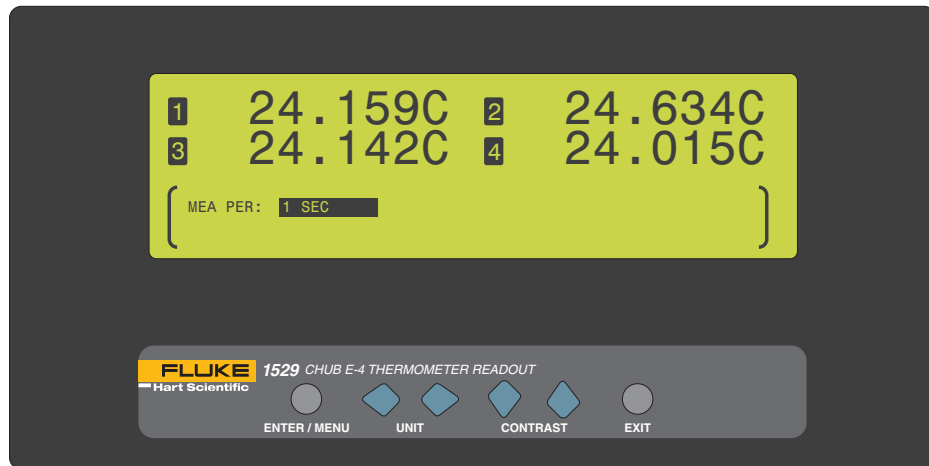 1 24.159C 2 24.634C
3 24.142C 4 24.015C
MEA PER: 1 SEC
FLUKE 1529 CHUB E-4 THERMOMETER READOUT
Hart Scientific
ENTER / MENU UNIT CONTRAST EXIT